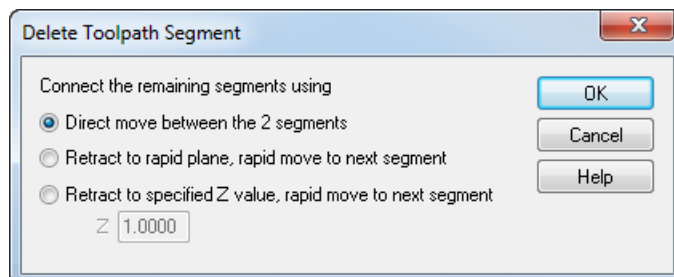 Delete Toolpath Segment
Connect the remaining segments using
Direct move between the 2 segments
Retract to rapid plane, rapid move to next segment
Retract to specified Z value, rapid move to next segment
Z 1.0000
OK
Cancel
Help